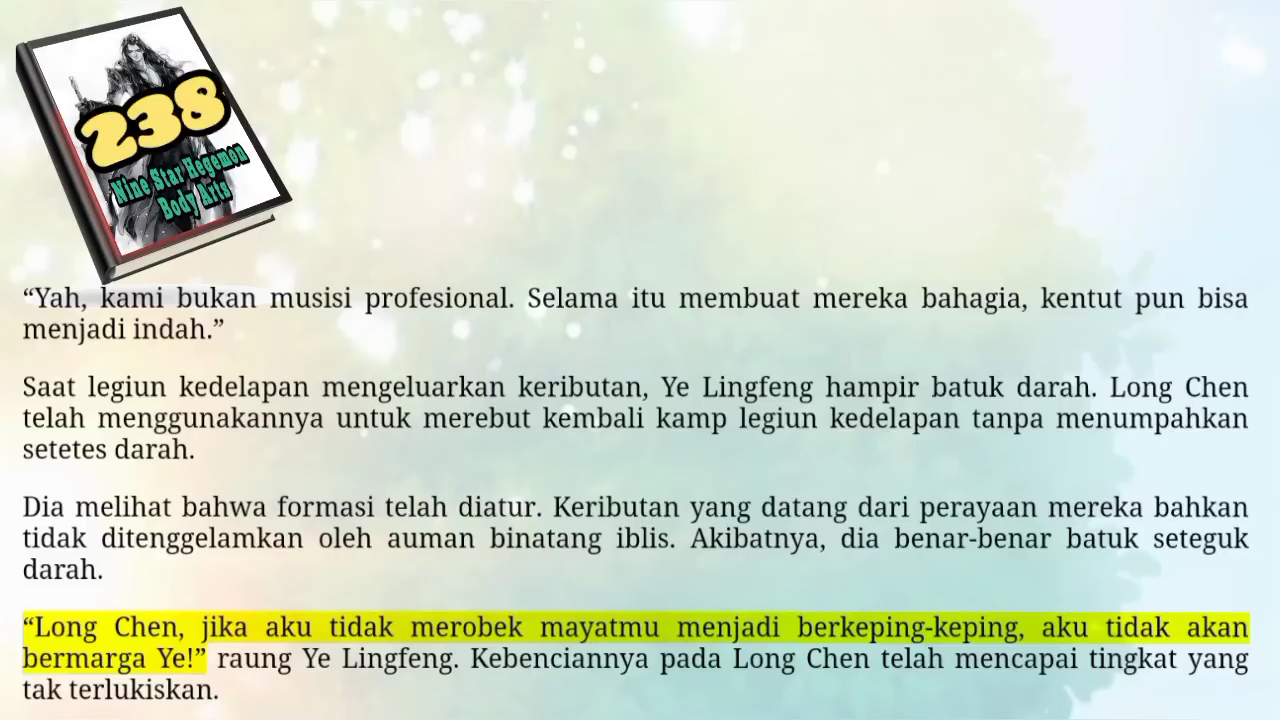 238
Nine Star Hegemon
Body Arts
“Yah, kami bukan musisi profesional. Selama itu membuat mereka bahagia, kentut pun bisa
menjadi indah.”
Saat legiun kedelapan mengeluarkan keributan, Ye Lingfeng hampir batuk darah. Long Chen
telah menggunakannya untuk merebut kembali kamp legiun kedelapan tanpa menumpahkan
setetes darah.
Dia melihat bahwa formasi telah diatur. Keributan yang datang dari perayaan mereka bahkan
tidak ditenggelamkan oleh auman binatang iblis. Akibatnya, dia benar-benar batuk seteguk
darah.
“Long Chen, jika aku tidak merobek mayatmu menjadi berkeping-keping, aku tidak akan
bermarga Ye!” raung Ye Lingfeng. Kebenciannya pada Long Chen telah mencapai tingkat yang
tak terlukiskan.